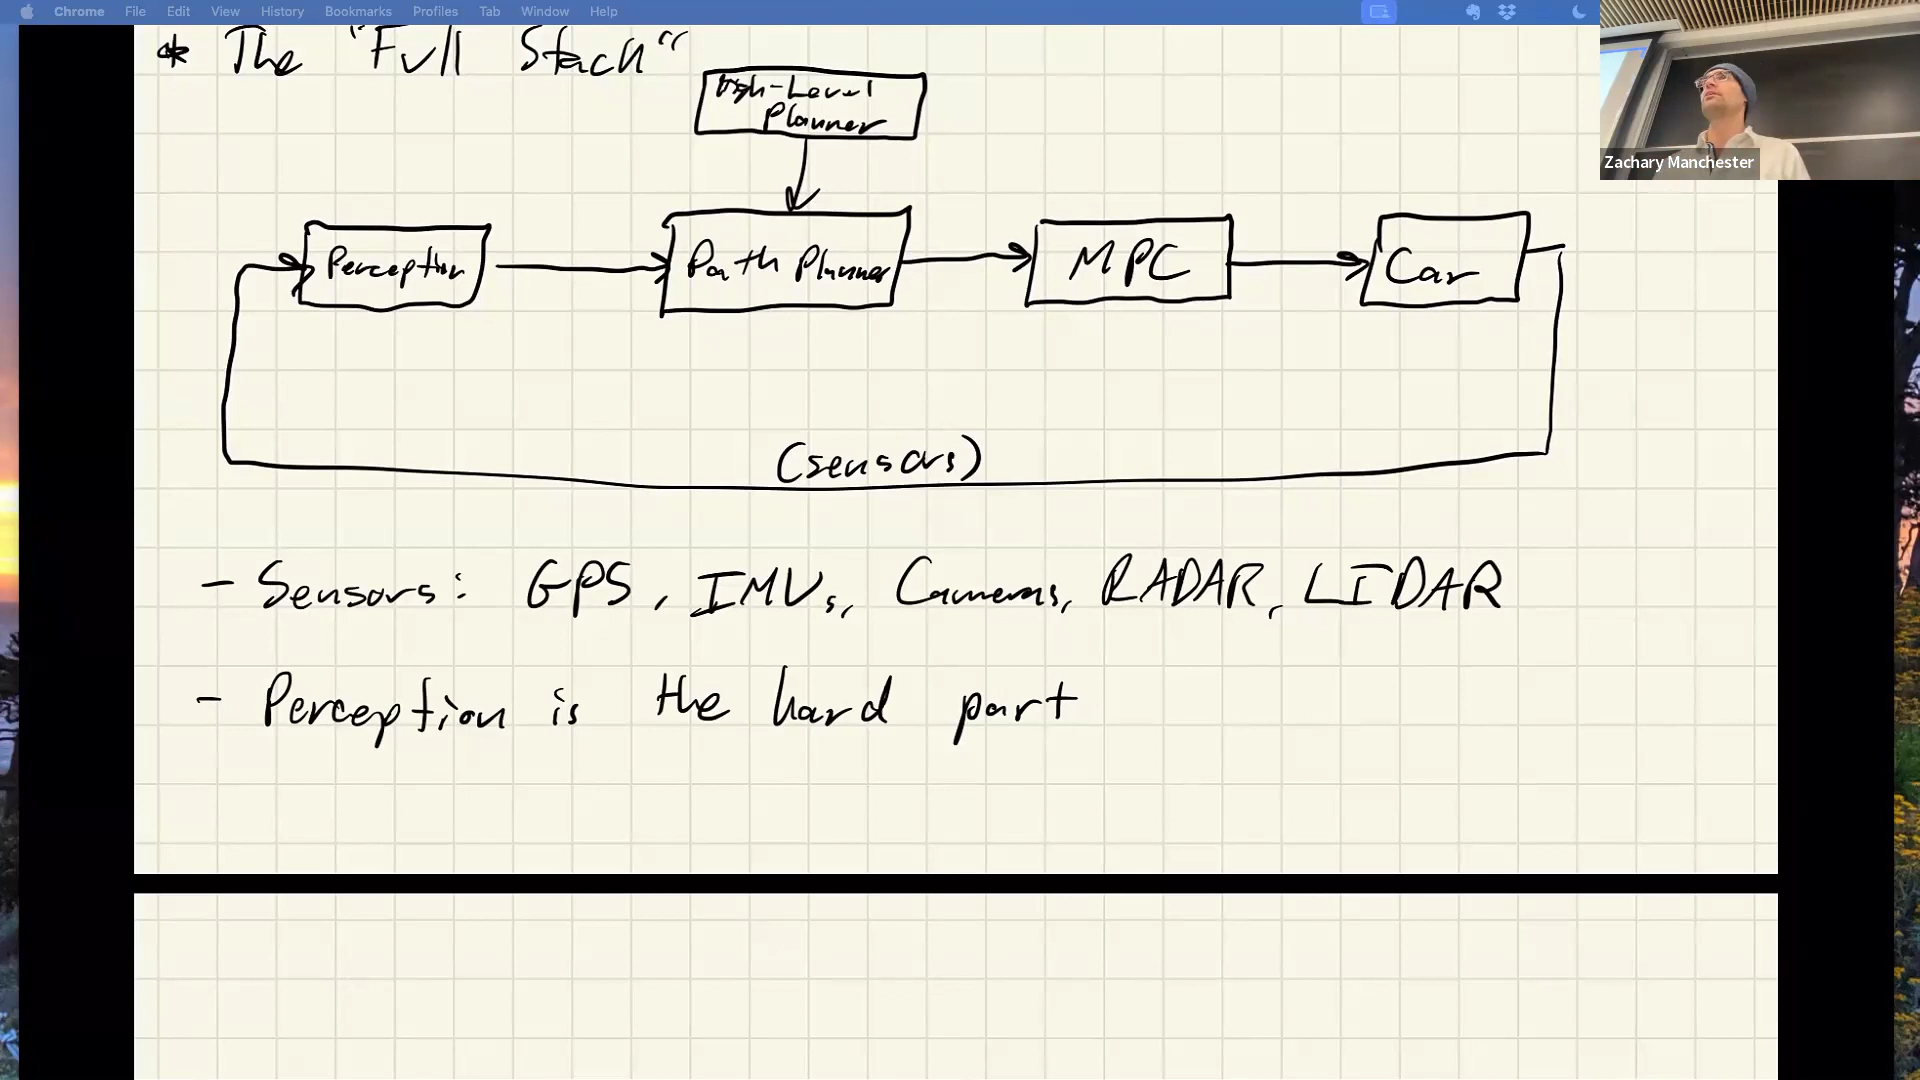 Chrome File Edit View History Bookmarks Profiles Tab Window Help
* The "Full Stack"
High-Level
Planner
Perception
Path Planner
MPC
Car
(sensors)
- Sensors: GPS, IMUs, Cameras, RADAR, LIDAR
- Perception is the hard part
Zachary Manchester